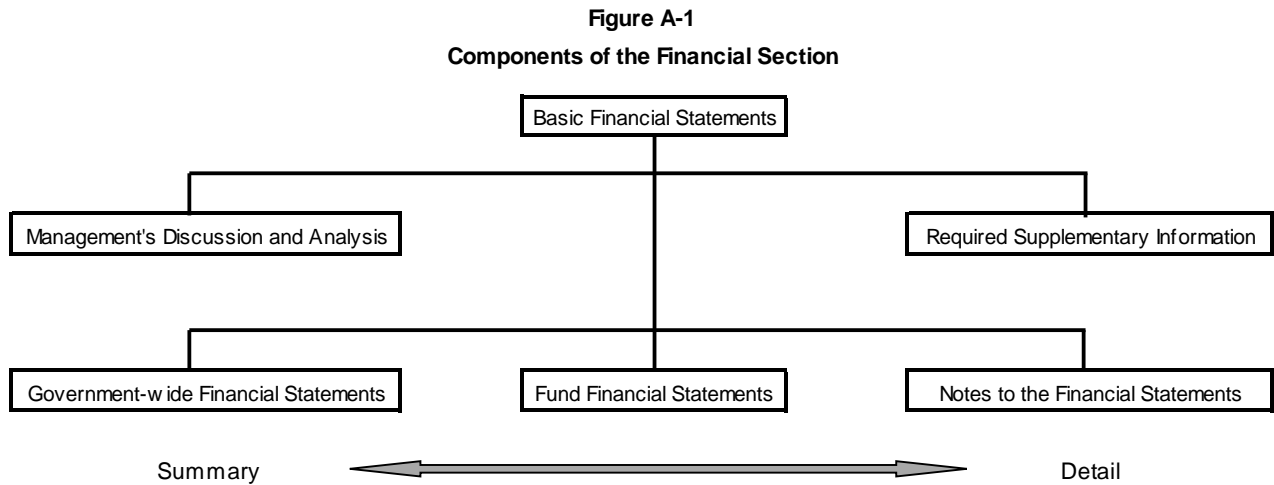 Figure A-1
Components of the Financial Section
Basic Financial Statements
Management's Discussion and Analysis
Required Supplementary Information
Government-wide Financial Statements
Fund Financial Statements
Notes to the Financial Statements
Summary
Detail